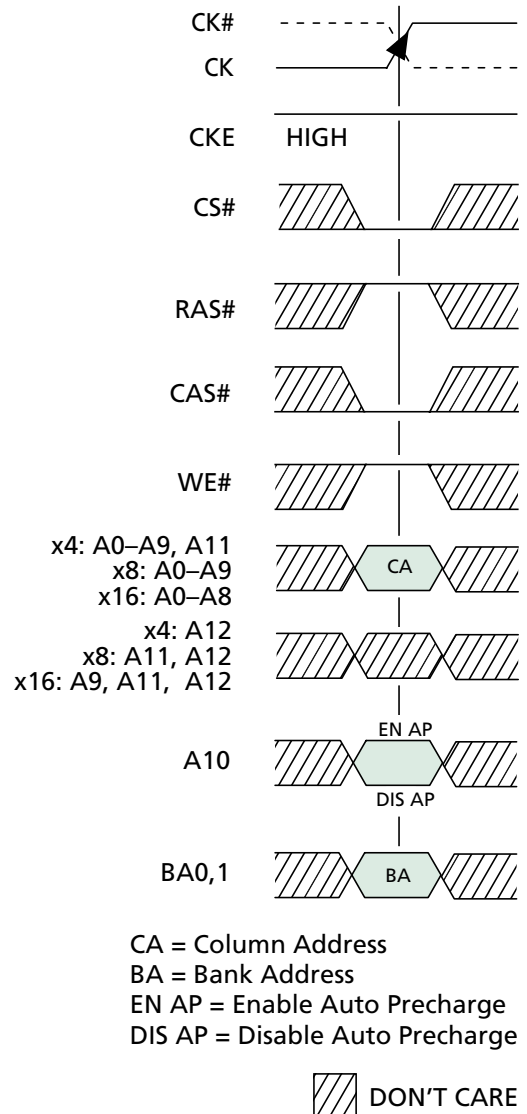 CK#
CK
CKE HIGH
CS#
RAS#
CAS#
WE#
x4: A0–A9, A11
x8: A0–A9
x16: A0–A8
CA
x4: A12
x8: A11, A12
x16: A9, A11, A12
EN AP
A10
DIS AP
BA0,1
BA
CA = Column Address
BA = Bank Address
EN AP = Enable Auto Precharge
DIS AP = Disable Auto Precharge
DON'T CARE